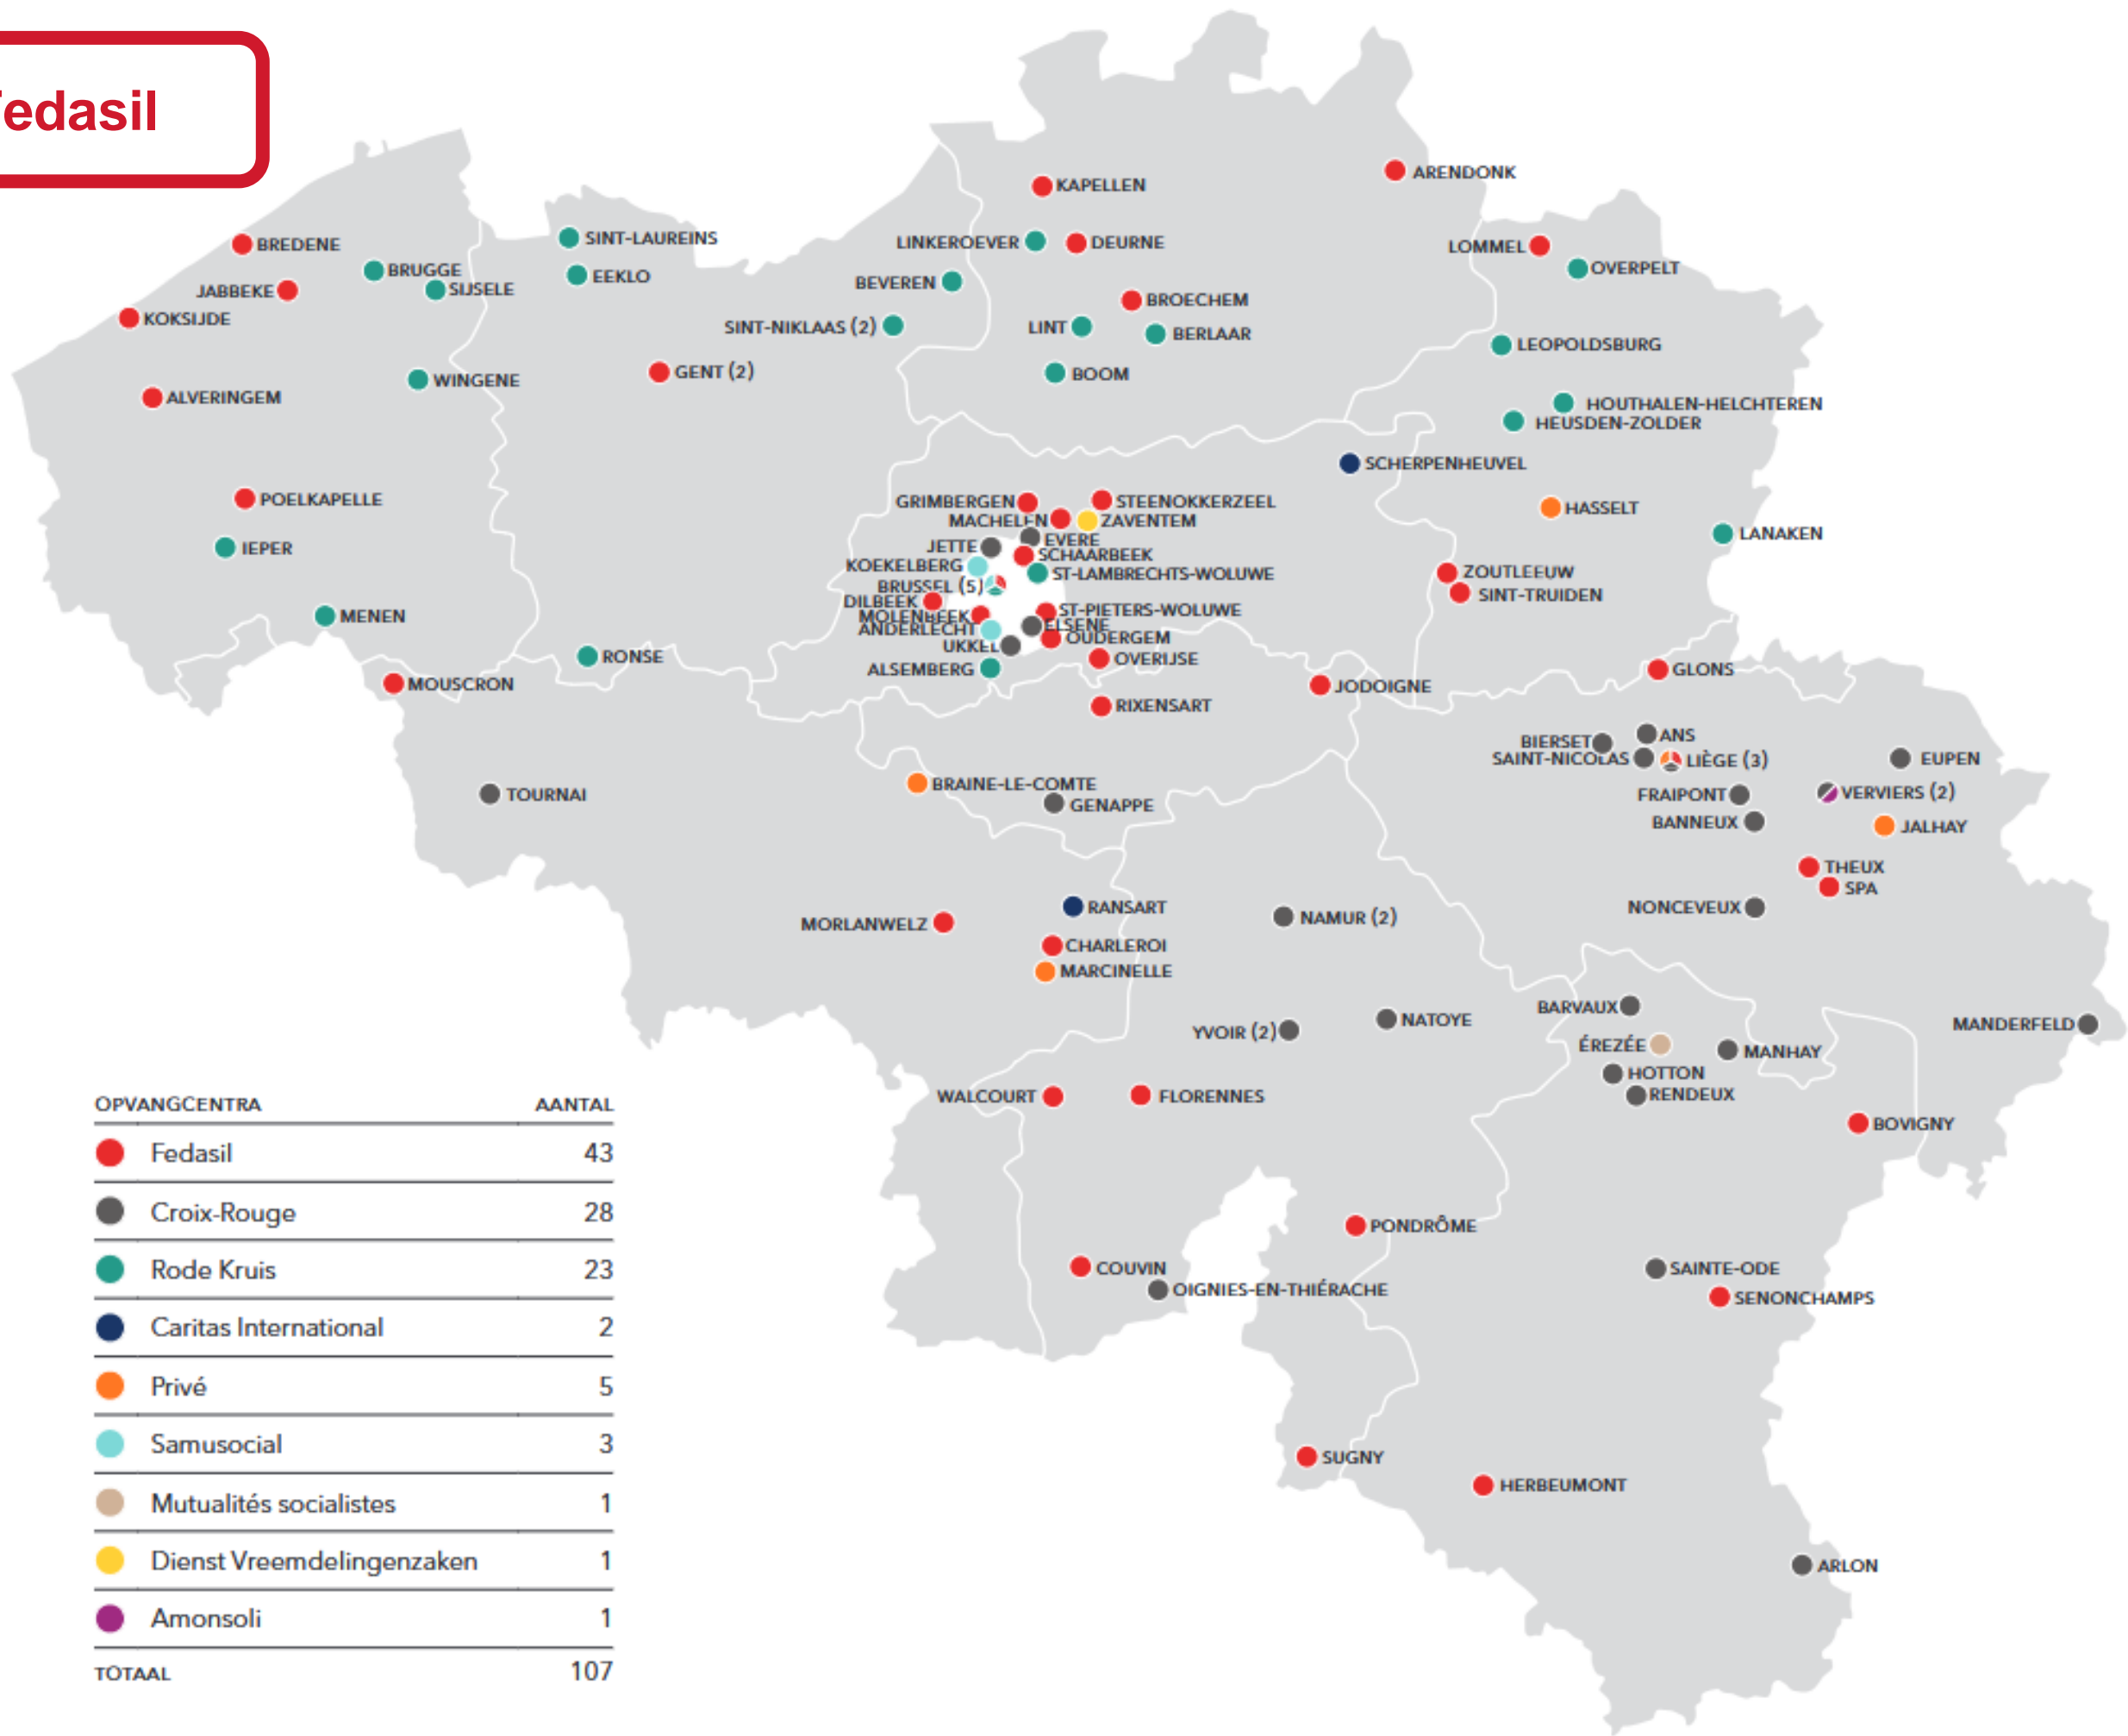 Fedasil
KAPELLEN
ARENDONK
BREDENE
SINT-LAUREINS
LINKEROEVER
DEURNE
LOMMEL
BRUGGE
EEKLO
OVERPELT
JABBEKE
SIJSELE
BEVEREN
BROECHEM
KOKSIJDE
SINT-NIKLAAS (2)
LINT
BERLAAR
LEOPOLDSBURG
GENT (2)
BOOM
WINGENE
ALVERINGEM
HOUTHALEN-HELCHTEREN
HEUSDEN-ZOLDER
SCHERPENHEUVEL
POELKAPELLE
GRIMBERGEN
STEENOKKERZEEL
HASSELT
MACHELEN
ZAVENTEM
LANAKEN
IEPER
JETTE
EVERE
SCHAARBEEK
KOEKELBERG
ST-LAMBRECHTS-WOLUWE
ZOUTLEEUW
BRUSSEL (5)
SINT-TRUIDEN
DILBEEK
MOLENBEEK
ST-PIETERS-WOLUWE
MENEN
ANDERLECHT
ELSENE
OUDERGEM
UKKEL
RONSE
OVERIJSE
ALSEMBERG
GLONS
MOUSCRON
JODOIGNE
RIXENSART
BIERSET
ANS
SAINT-NICOLAS
LIÈGE (3)
EUPEN
TOURNAI
BRAINE-LE-COMTE
GENAPPE
FRAIPONT
VERVIERS (2)
BANNEUX
JALHAY
THEUX
SPA
RANSART
NONCEVEUX
MORLANWELZ
NAMUR (2)
CHARLEROI
MARCINELLE
BARVAUX
YVOIR (2)
NATOYE
MANDERFELD
ÉREZÉE
MANHAY
HOTTON
WALCOURT
FLORENNES
RENDEUX
BOVIGNY
PONDRÔME
COUVIN
SAINTE-ODE
OIGNIES-EN-THIÉRACHE
SENONCHAMPS
SUGNY
HERBEUMONT
ARLON
OPVANGCENTRA AANTAL
Fedasil 43
Croix-Rouge 28
Rode Kruis 23
Caritas International 2
Privé 5
Samusocial 3
Mutualités socialistes 1
Dienst Vreemdelingenzaken 1
Amonsoli 1
TOTAAL 107